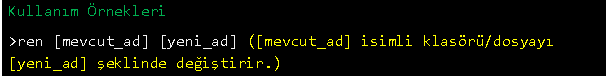 Kullanım Örnekleri
>ren [mevcut_ad] [yeni_ad] ([mevcut_ad] isimli klasörü/dosyayı
[yeni_ad] şeklinde değiştirir.)